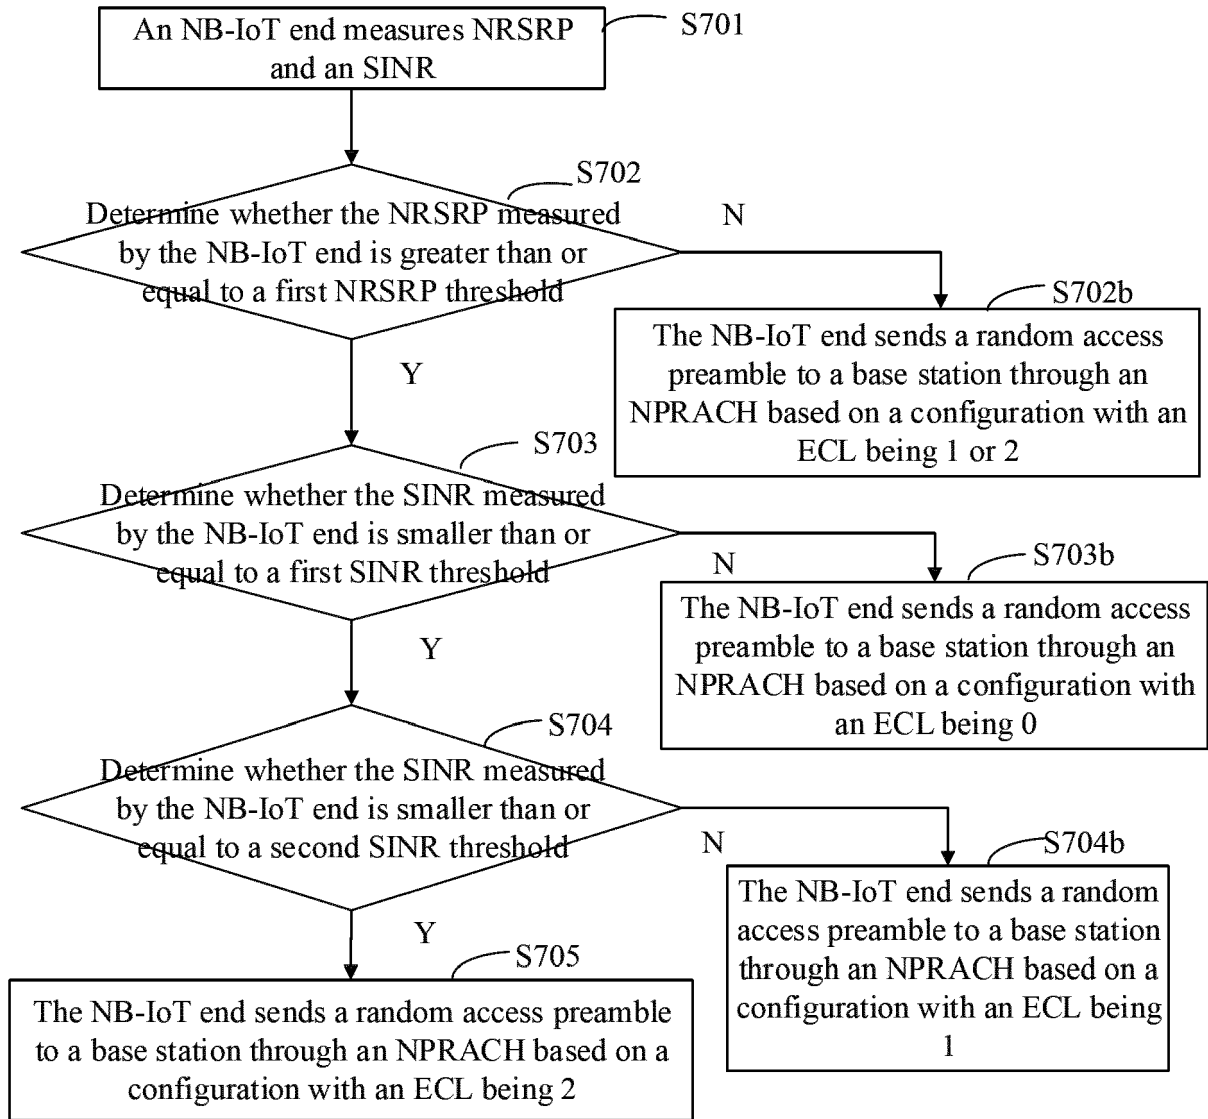 An NB-IoT end measures NRSRP
and an SINR
S701
S702
Determine whether the NRSRP measured
by the NB-IoT end is greater than or
equal to a first NRSRP threshold
N
Y
S702b
The NB-IoT end sends a random access
preamble to a base station through an
NPRACH based on a configuration with an
ECL being 1 or 2
S703
Determine whether the SINR measured
by the NB-IoT end is smaller than or
equal to a first SINR threshold
N
Y
S703b
The NB-IoT end sends a random access
preamble to a base station through an
NPRACH based on a configuration with
an ECL being 0
S704
Determine whether the SINR measured
by the NB-IoT end is smaller than or
equal to a second SINR threshold
N
Y
S704b
The NB-IoT end sends a random
access preamble to a base station
through an NPRACH based on a
configuration with an ECL being
1
S705
The NB-IoT end sends a random access preamble
to a base station through an NPRACH based on a
configuration with an ECL being 2